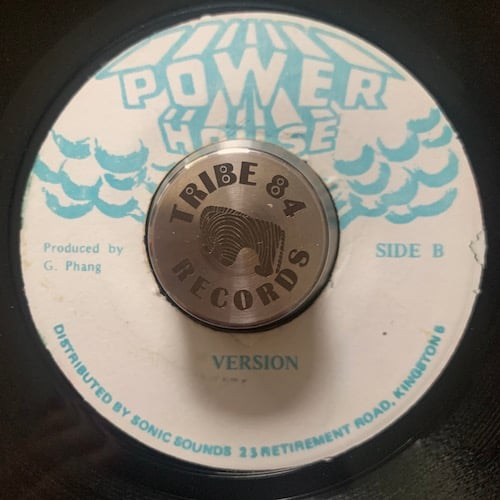 POWER
HOUSE
TRIBE 84
RECORDS
Produced by
G. Phang
SIDE B
VERSION
DISTRIBUTED BY SONIC SOUNDS 23 RETIREMENT ROAD, KINGSTON 5